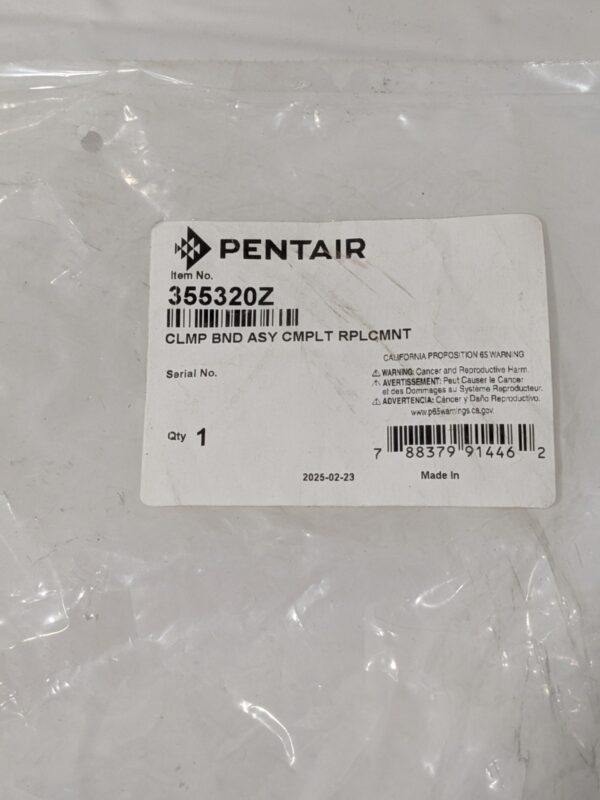 PENTAIR
Item No.
355320Z
CLMP BND ASY CMPLT RPLCMNT
CALIFORNIA PROPOSITION 65 WARNING
Serial No.
⚠ WARNING: Cancer and Reproductive Harm.
⚠ AVERTISSEMENT: Peut Causer le Cancer
et des Dommages au Système Reproducteur.
⚠ ADVERTENCIA: Cáncer y Daño Reproductivo.
www.p65warnings.ca.gov
Qty 1
7 88379 91446 2
2025-02-23
Made In